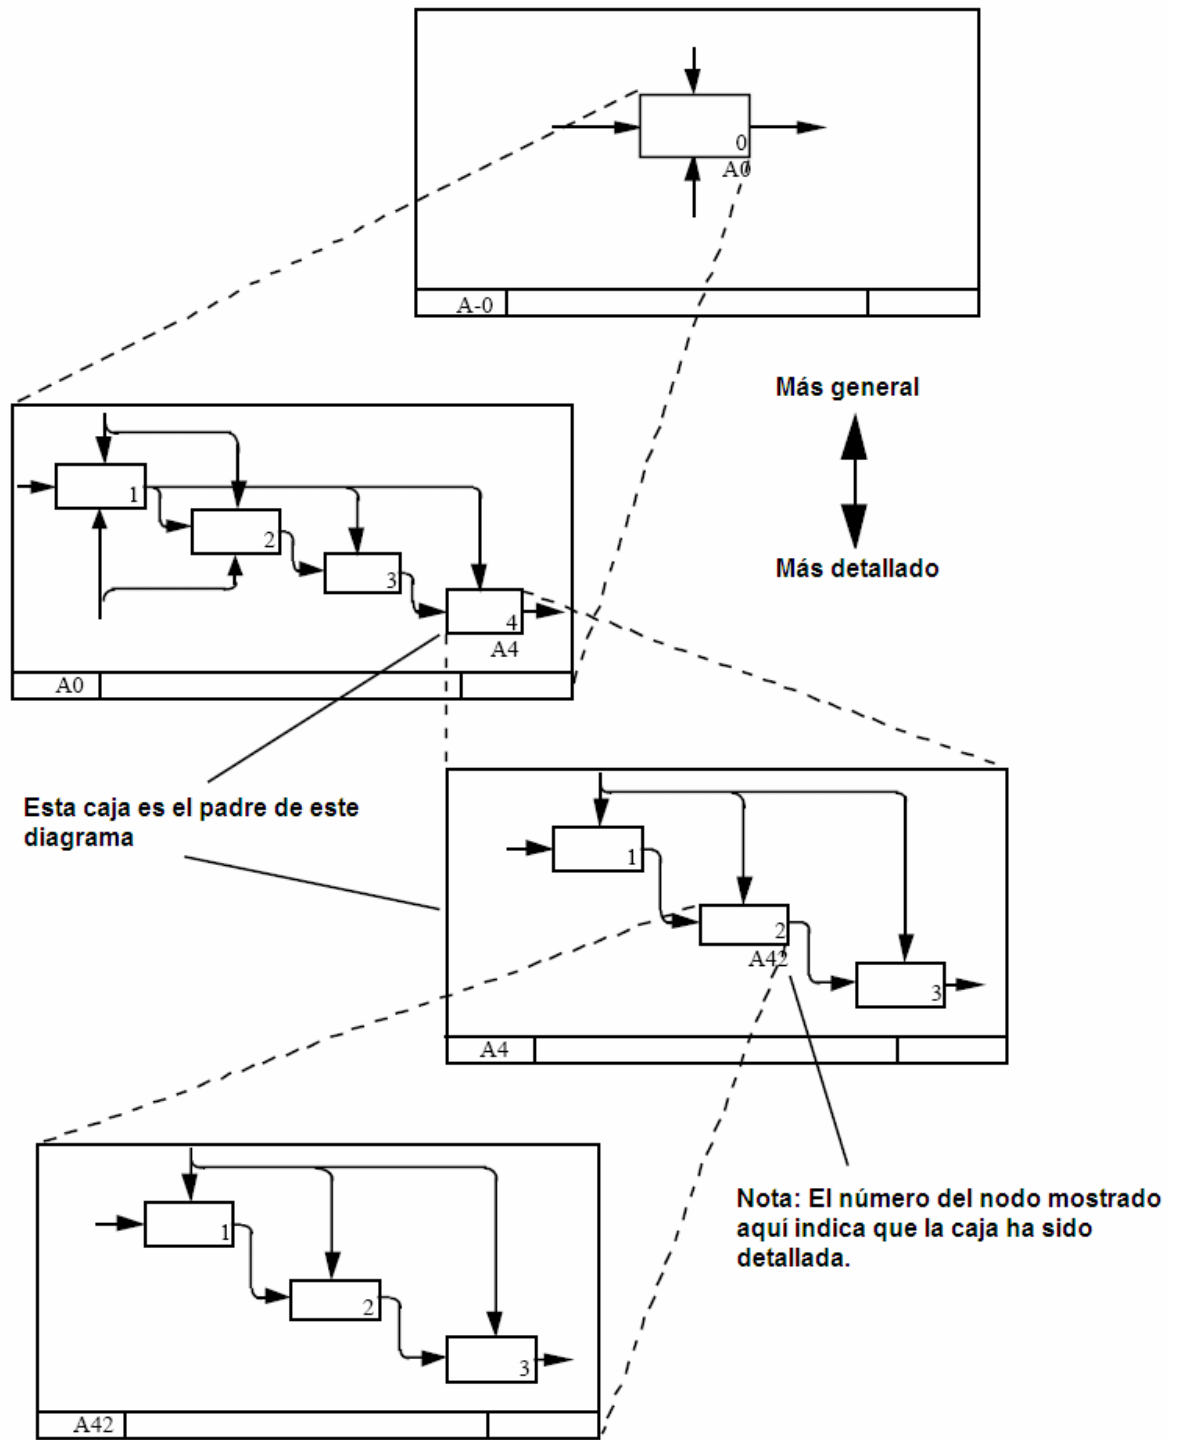 0
A0
A-0
Más general
Más detallado
1
2
3
4
A4
A0
Esta caja es el padre de este
diagrama
1
2
A42
3
A4
Nota: El número del nodo mostrado
aquí indica que la caja ha sido
detallada.
1
2
3
A42